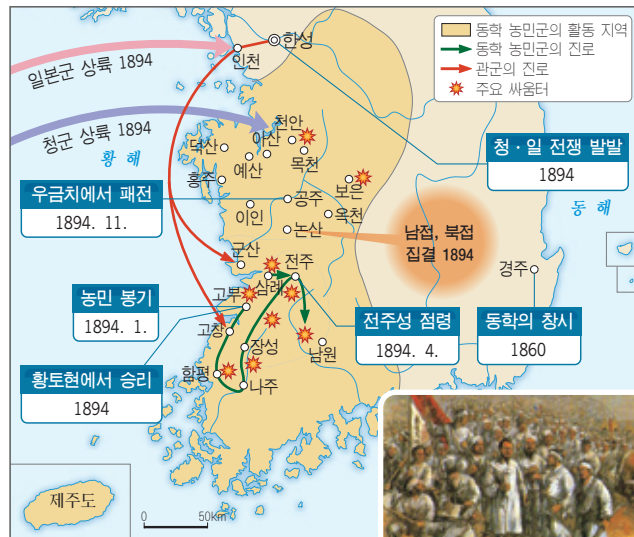 동학 농민군의 활동 지역
동학 농민군의 진로
관군의 진로
주요 싸움터
한성
인천
일본군 상륙 1894
청군 상륙 1894
황 해
천안
아산
덕산
목천
예산
홍주
청·일 전쟁 발발
1894
보은
공주
우금치에서 패전
1894. 11.
이인
옥천
동 해
논산
남접, 북접
집결 1894
군산
전주
삼례
경주
고부
농민 봉기
1894. 1.
전주성 점령
1894. 4.
동학의 창시
1860
고창
장성
남원
황토현에서 승리
1894
함평
나주
제주도
0 50km